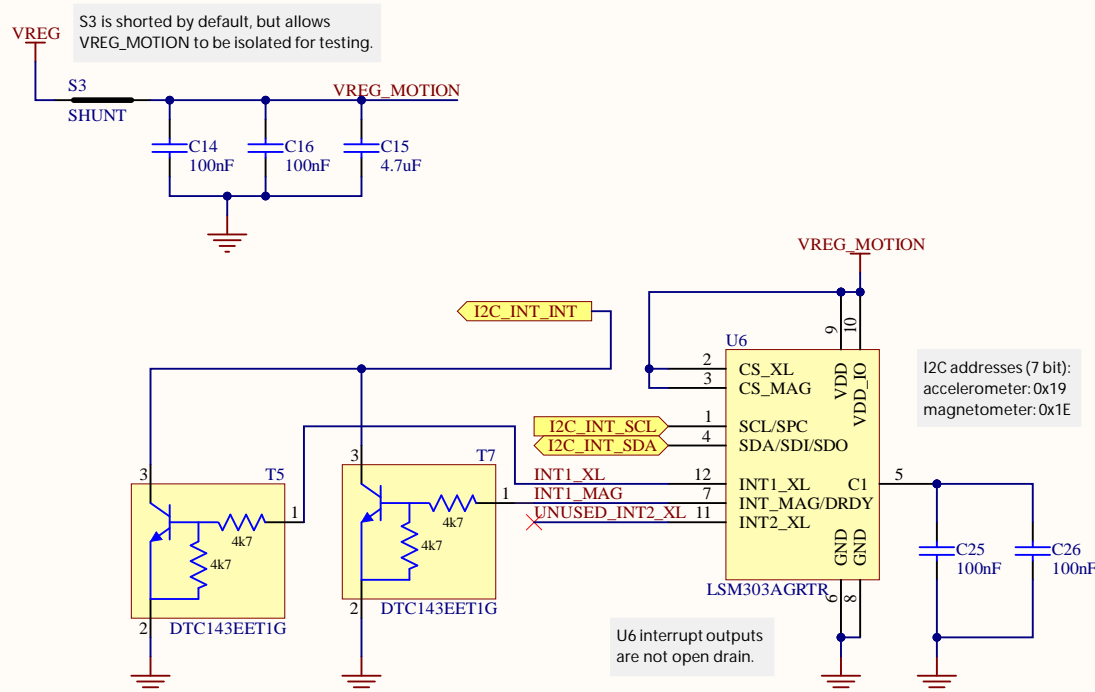 S3 is shorted by default, but allows
VREG_MOTION to be isolated for testing.
VREG
S3
SHUNT
VREG_MOTION
C14
100nF
C16
100nF
C15
4.7uF
VREG_MOTION
I2C_INT_INT
U6
9
10
VDD
VDD_IO
2
CS_XL
3
CS_MAG
I2C addresses (7 bit):
accelerometer: 0x19
magnetometer: 0x1E
I2C_INT_SCL
1
SCL/SPC
I2C_INT_SDA
4
SDA/SDI/SDO
INT1_XL
12
INT1_XL
C1
5
INT1_MAG
7
INT_MAG/DRDY
UNUSED_INT2_XL
11
INT2_XL
GND
GND
6
8
LSM303AGRTR
C25
100nF
C26
100nF
3
T5
1
4k7
4k7
2
DTC143EET1G
3
T7
1
4k7
4k7
2
DTC143EET1G
U6 interrupt outputs
are not open drain.